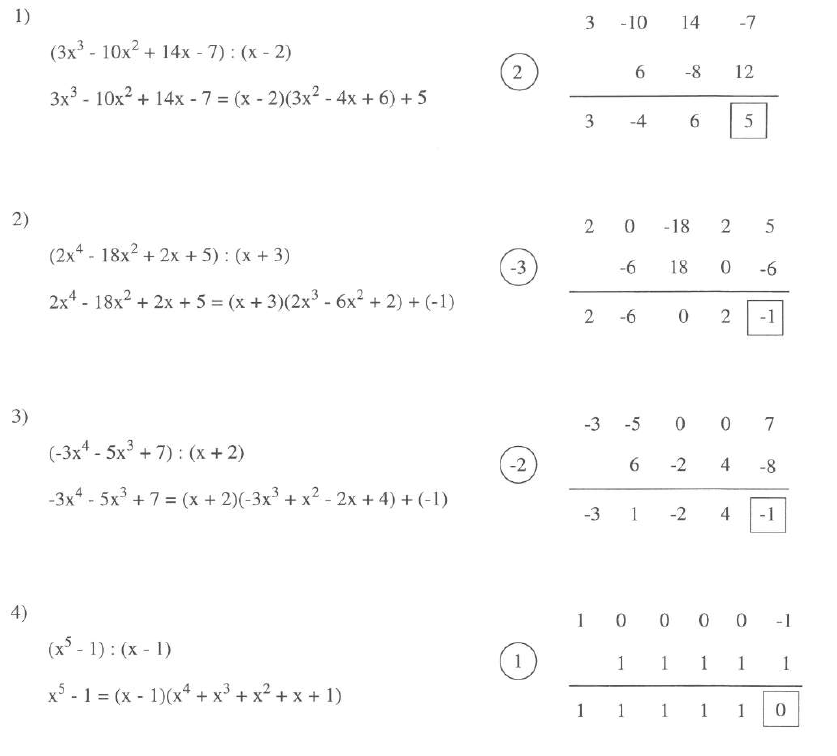 1)
(3x³ - 10x² + 14x - 7) : (x - 2)
3x³ - 10x² + 14x - 7 = (x - 2)(3x² - 4x + 6) + 5
3 -10 14 -7
2 6 -8 12
3 -4 6 5
2)
(2x⁴ - 18x² + 2x + 5) : (x + 3)
2x⁴ - 18x² + 2x + 5 = (x + 3)(2x³ - 6x² + 2) + (-1)
2 0 -18 2 5
-3 -6 18 0 -6
2 -6 0 2 -1
3)
(-3x⁴ - 5x³ + 7) : (x + 2)
-3x⁴ - 5x³ + 7 = (x + 2)(-3x³ + x² - 2x + 4) + (-1)
-3 -5 0 0 7
-2 6 -2 4 -8
-3 1 -2 4 -1
4)
(x⁵ - 1) : (x - 1)
x⁵ - 1 = (x - 1)(x⁴ + x³ + x² + x + 1)
1 0 0 0 0 -1
1 1 1 1 1 1
1 1 1 1 1 0